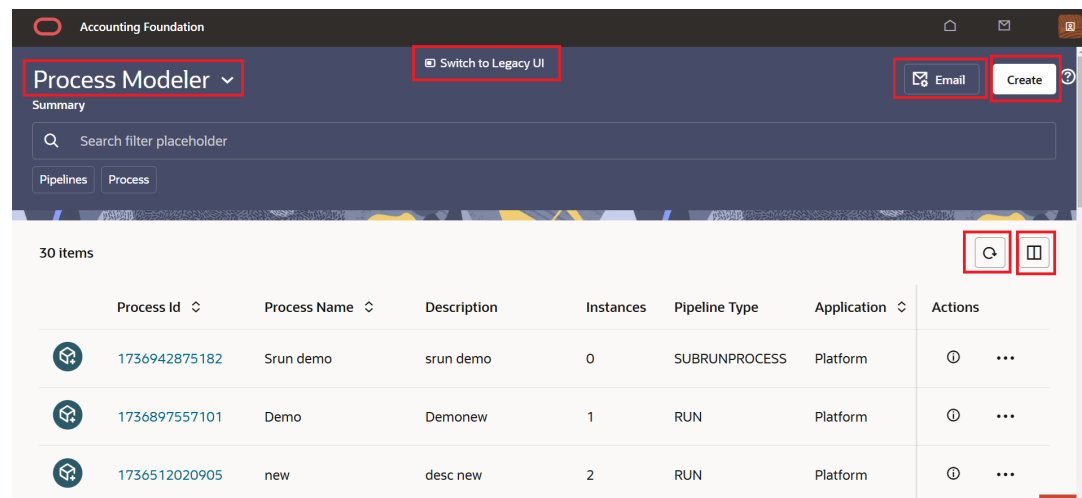 Accounting Foundation
Switch to Legacy UI
Process Modeler
Email
Create
Summary
Search filter placeholder
Pipelines Process
30 items
Process Id Process Name Description Instances Pipeline Type Application Actions
1736942875182 Srun demo srun demo 0 SUBRUNPROCESS Platform
1736897557101 Demo Demonew 1 RUN Platform
1736512020905 new desc new 2 RUN Platform